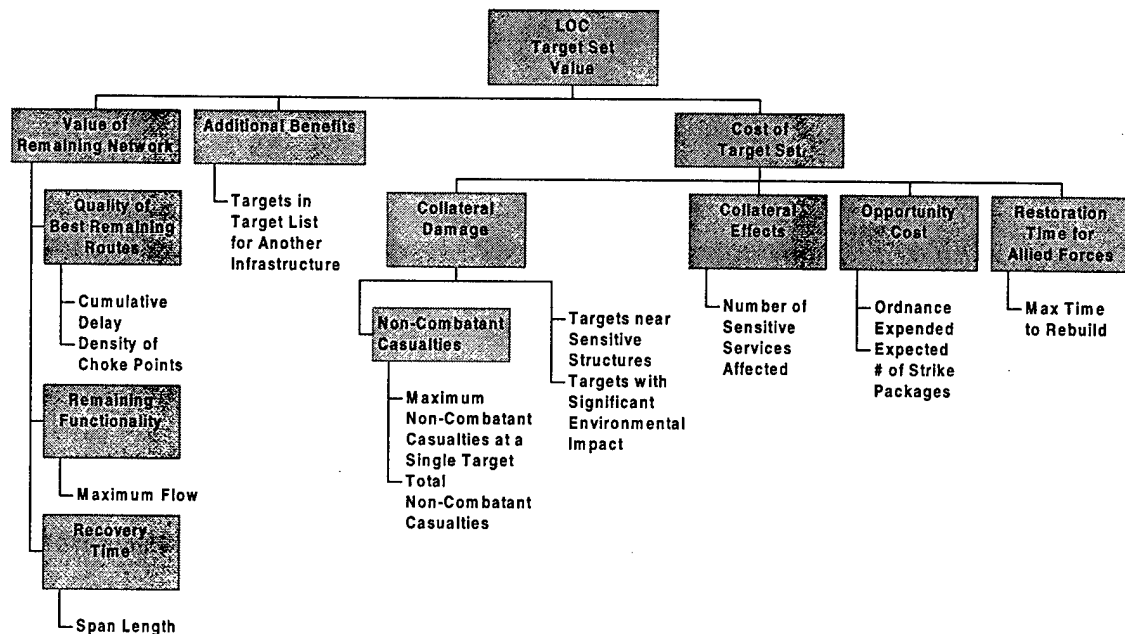 LOC
Target Set
Value
Value of
Remaining Network
Additional Benefits
Cost of
Target Set
Quality of
Best Remaining
Routes
Cumulative
Delay
Density of
Choke Points
Remaining
Functionality
Maximum Flow
Recovery
Time
Span Length
Targets in
Target List
for Another
Infrastructure
Collateral
Damage
Non-Combatant
Casualties
Maximum
Non-Combatant
Casualties at a
Single Target
Total
Non-Combatant
Casualties
Targets near
Sensitive
Structures
Targets with
Significant
Environmental
Impact
Collateral
Effects
Number of
Sensitive
Services
Affected
Opportunity
Cost
Ordnance
Expended
Expected
# of Strike
Packages
Restoration
Time for
Allied Forces
Max Time
to Rebuild